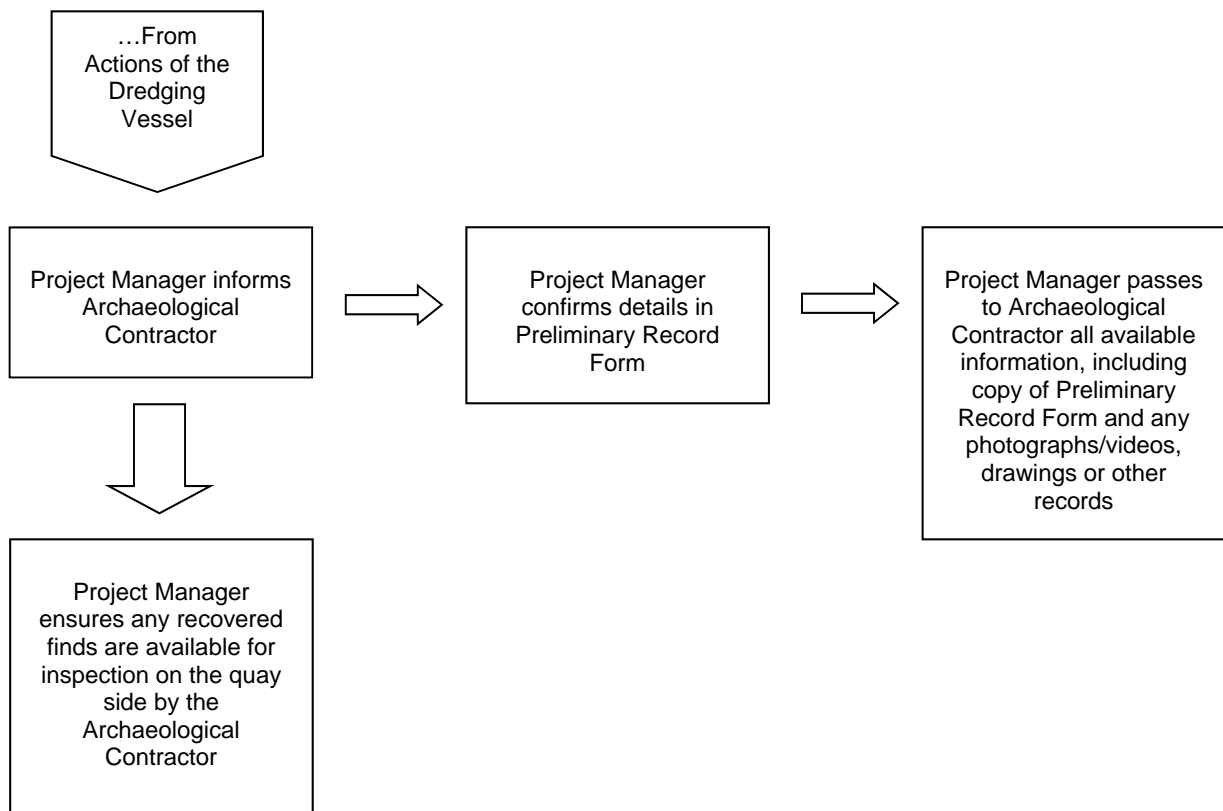 …From
Actions of the
Dredging
Vessel
Project Manager informs
Archaeological
Contractor
Project Manager
confirms details in
Preliminary Record
Form
Project Manager passes
to Archaeological
Contractor all available
information, including
copy of Preliminary
Record Form and any
photographs/videos,
drawings or other
records
Project Manager
ensures any recovered
finds are available for
inspection on the quay
side by the
Archaeological
Contractor